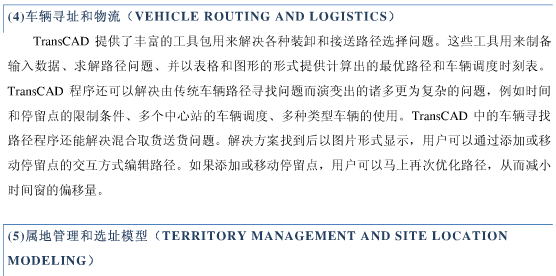 (4)车辆寻址和物流（VEHICLE ROUTING AND LOGISTICS）
TransCAD 提供了丰富的工具包用来解决各种装卸和接送路径选择问题。这些工具用来制备
输入数据、求解路径问题、并以表格和图形的形式提供计算出的最优路径和车辆调度时刻表。
TransCAD 程序还可以解决由传统车辆路径寻找问题而演变出的诸多更为复杂的问题，例如时间
和停留点的限制条件、多个中心站的车辆调度、多种类型车辆的使用。TransCAD 中的车辆寻找
路径程序还能解决混合取货送货问题。解决方案找到后以图片形式显示，用户可以通过添加或移
动停留点的交互方式编辑路径。如果添加或移动停留点，用户可以马上再次优化路径，从而减小
时间窗的偏移量。
(5)属地管理和选址模型（TERRITORY MANAGEMENT AND SITE LOCATION
MODELING）